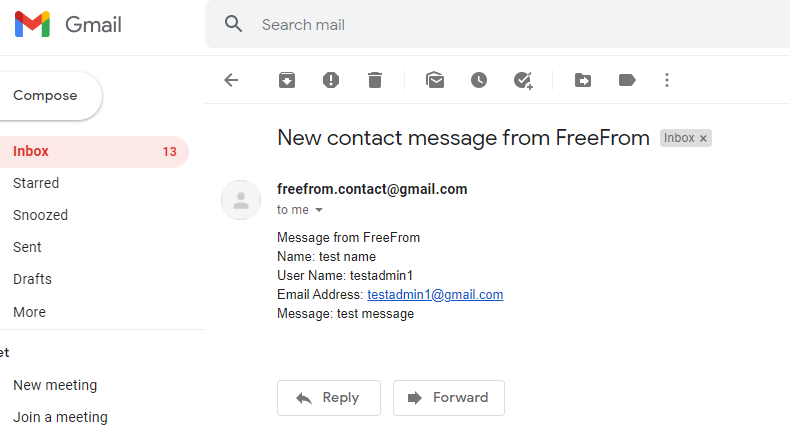 Gmail
Search mail
Compose
Inbox 13
Starred
Snoozed
Sent
Drafts
More
et
New meeting
Join a meeting
New contact message from FreeFrom Inbox ×
freefrom.contact@gmail.com
to me
Message from FreeFrom
Name: test name
User Name: testadmin1
Email Address: testadmin1@gmail.com
Message: test message
Reply Forward